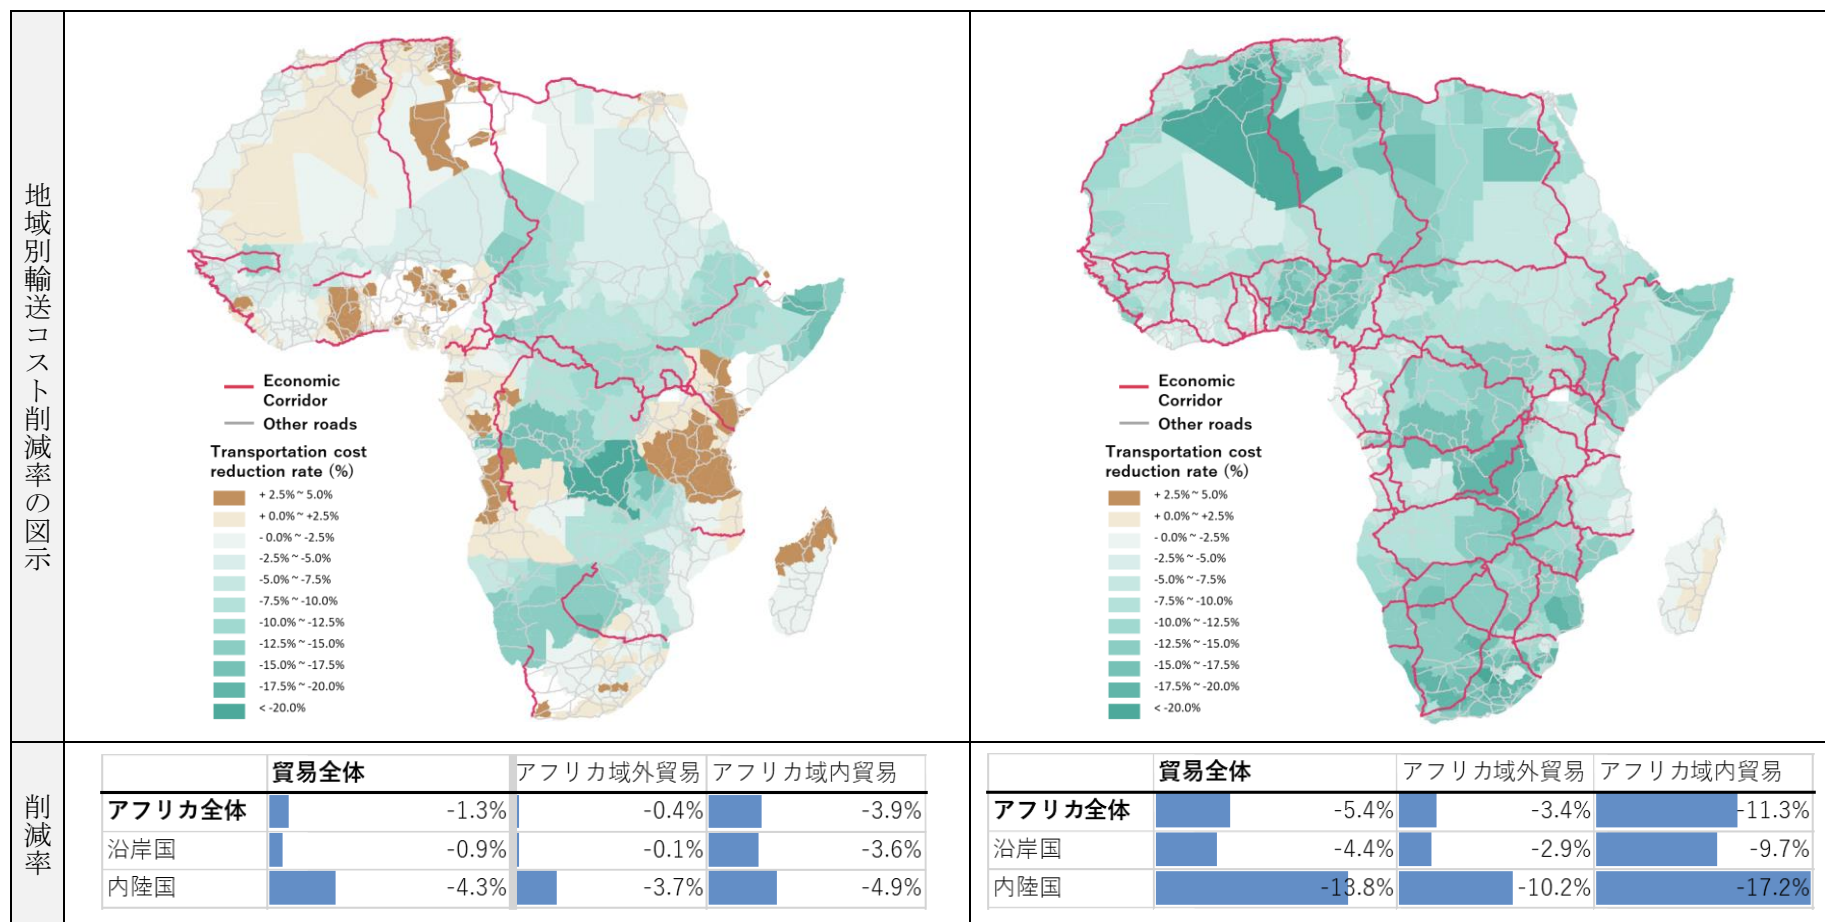 地域別輸送コスト削減率の図示
Economic
Corridor
Other roads
Transportation cost
reduction rate (%)
+ 2.5% ~ 5.0%
+ 0.0% ~ +2.5%
- 0.0% ~ -2.5%
-2.5% ~ -5.0%
-5.0% ~ -7.5%
-7.5% ~ -10.0%
-10.0% ~ -12.5%
-12.5% ~ -15.0%
-15.0% ~ -17.5%
-17.5% ~ -20.0%
< -20.0%
Economic
Corridor
Other roads
Transportation cost
reduction rate (%)
+ 2.5% ~ 5.0%
+ 0.0% ~ +2.5%
- 0.0% ~ -2.5%
-2.5% ~ -5.0%
-5.0% ~ -7.5%
-7.5% ~ -10.0%
-10.0% ~ -12.5%
-12.5% ~ -15.0%
-15.0% ~ -17.5%
-17.5% ~ -20.0%
< -20.0%
削減率
貿易全体 アフリカ域外貿易 アフリカ域内貿易
アフリカ全体 -1.3% -0.4% -3.9%
沿岸国 -0.9% -0.1% -3.6%
内陸国 -4.3% -3.7% -4.9%
貿易全体 アフリカ域外貿易 アフリカ域内貿易
アフリカ全体 -5.4% -3.4% -11.3%
沿岸国 -4.4% -2.9% -9.7%
内陸国 -13.8% -10.2% -17.2%